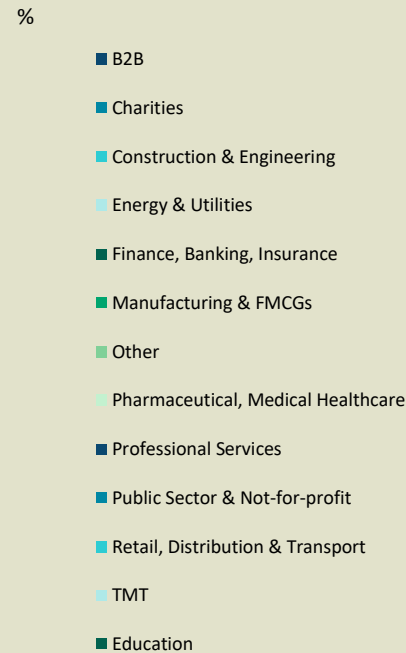 %
B2B
Charities
Construction & Engineering
Energy & Utilities
Finance, Banking, Insurance
Manufacturing & FMCGs
Other
Pharmaceutical, Medical Healthcare
Professional Services
Public Sector & Not-for-profit
Retail, Distribution & Transport
TMT
Education